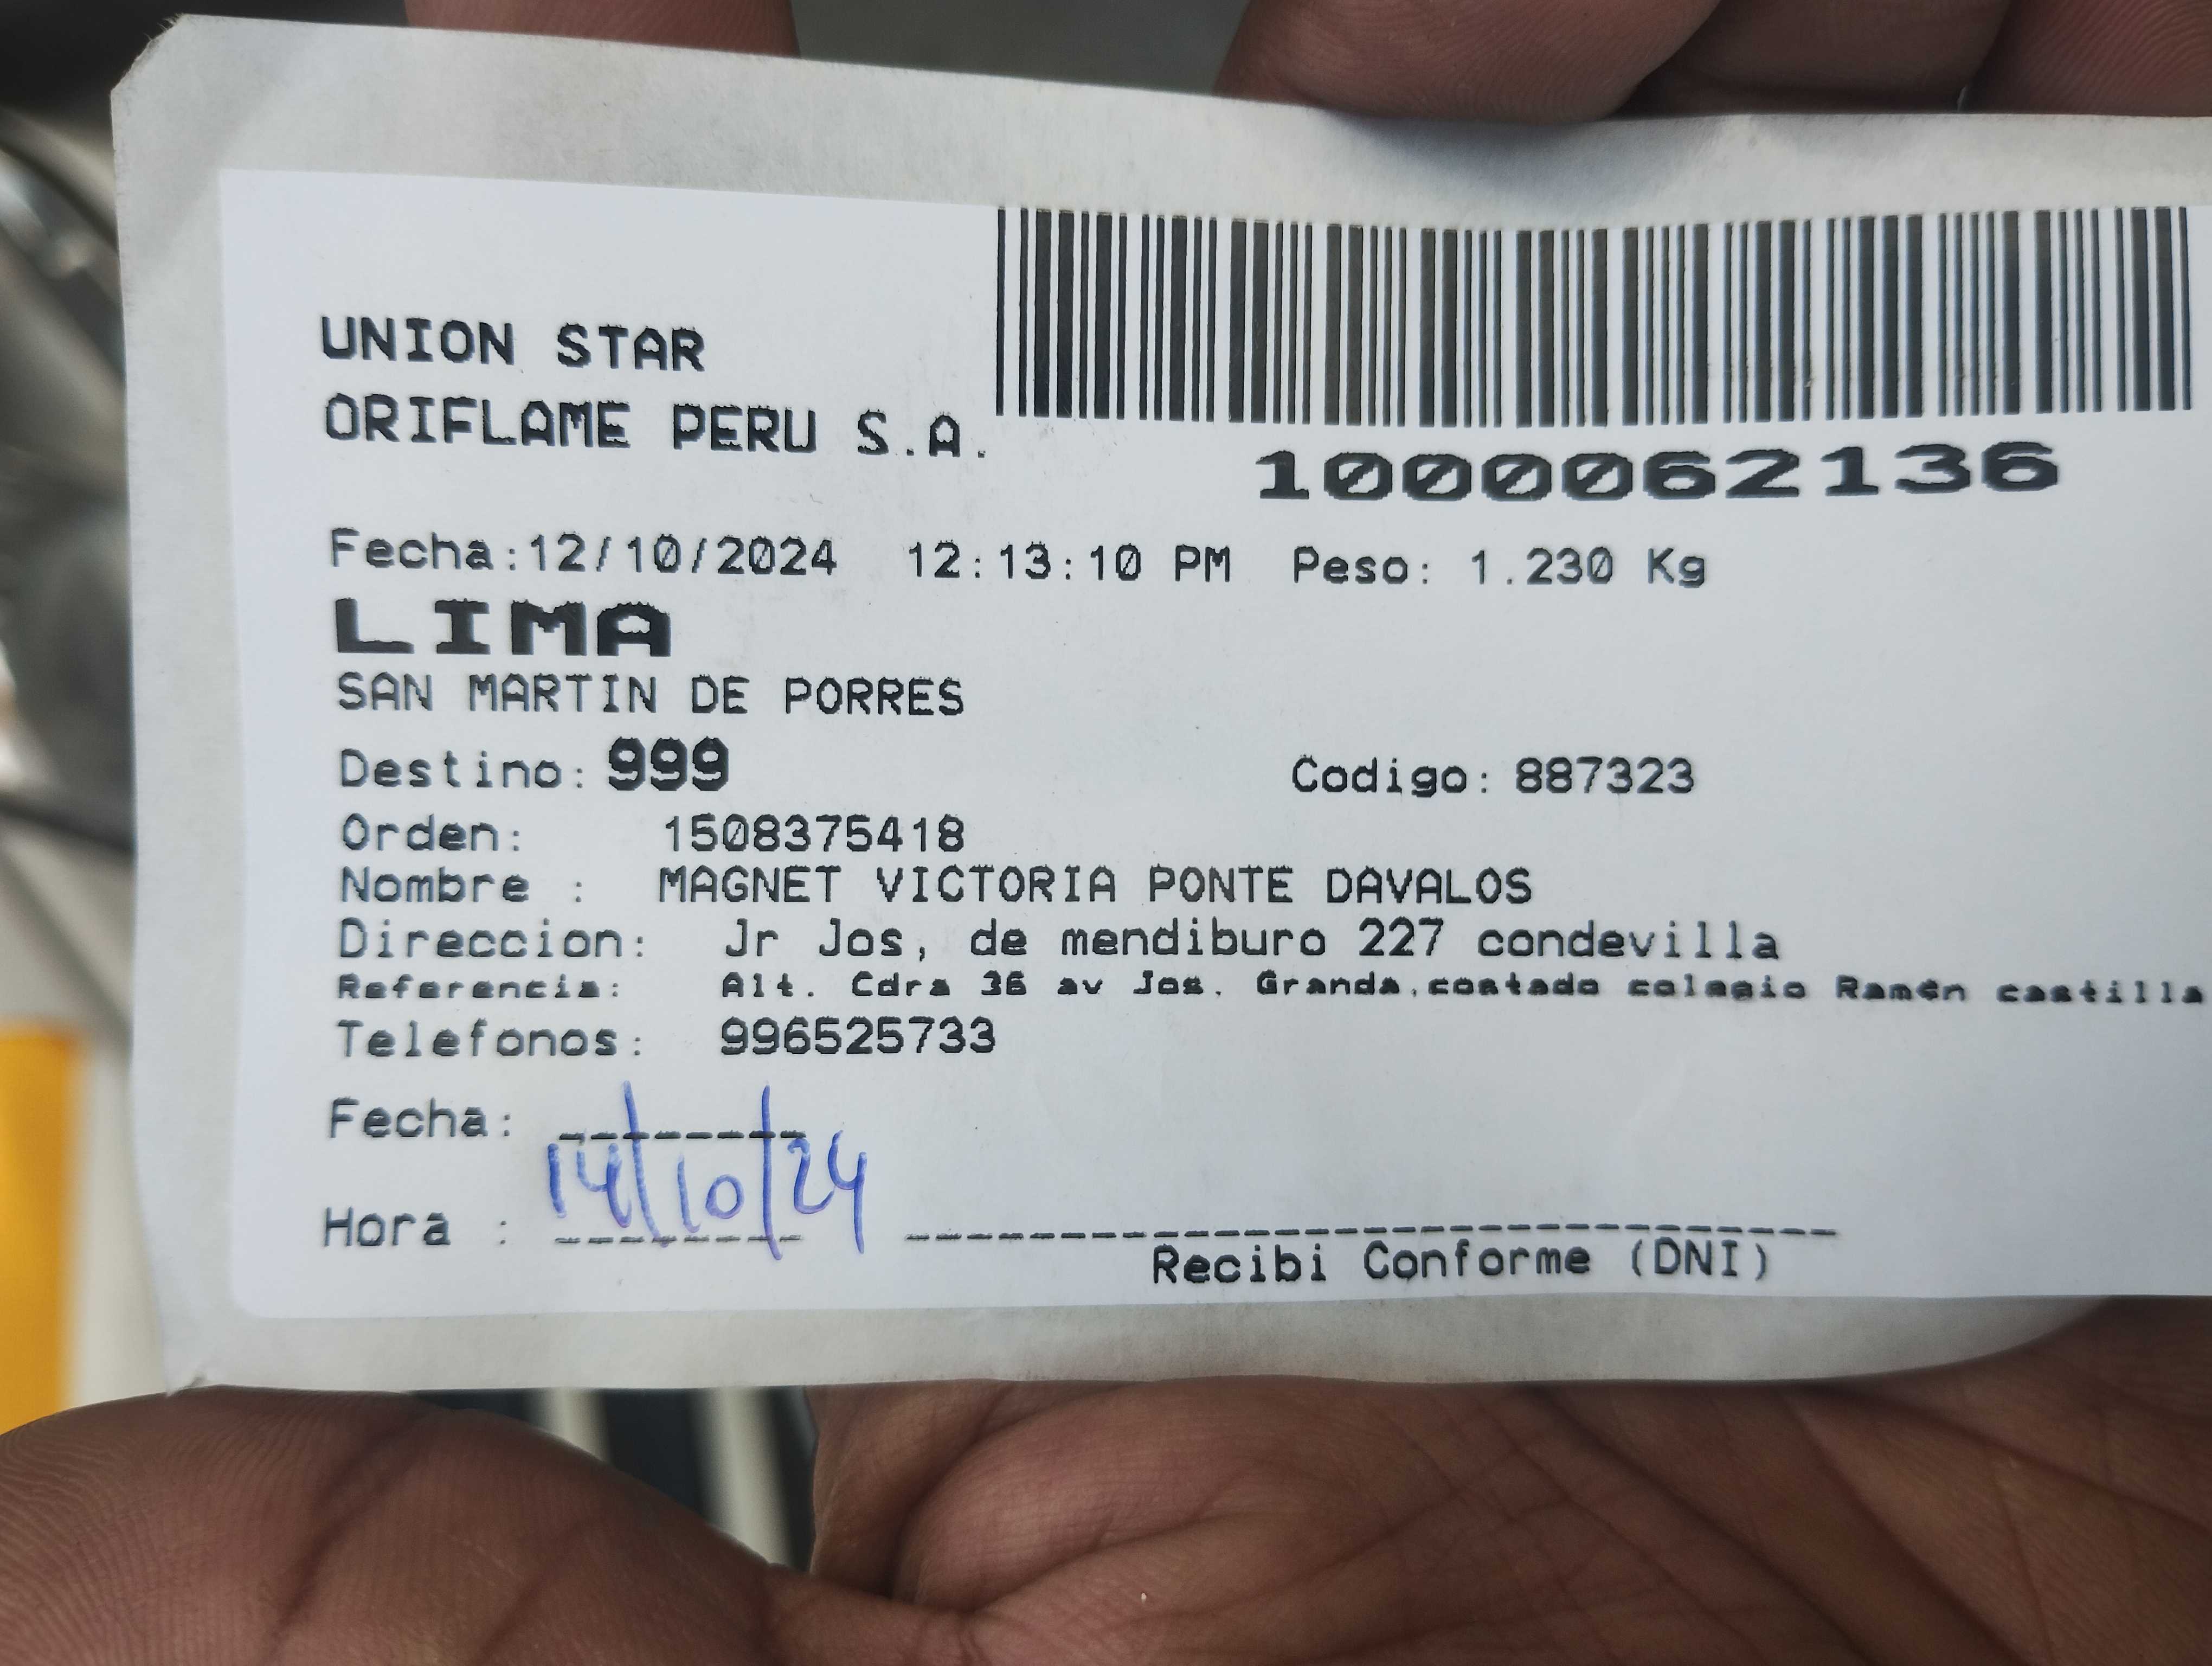 UNION STAR
ORIFLAME PERU S.A.
1000062136
Fecha:12/10/2024 12:13:10 PM Peso: 1.230 Kg
LIMA
SAN MARTIN DE PORRES
Destino: 999 Codigo: 887323
Orden: 1508375418
Nombre : MAGNET VICTORIA PONTE DAVALOS
Direccion: Jr Jos, de mendiburo 227 condevilla
Referencia: Alt. Cdra 36 av Jos. Granda,costado colegio Ramón castilla
Telefonos: 996525733
Fecha:
14/10/24
Hora :
Recibi Conforme (DNI)